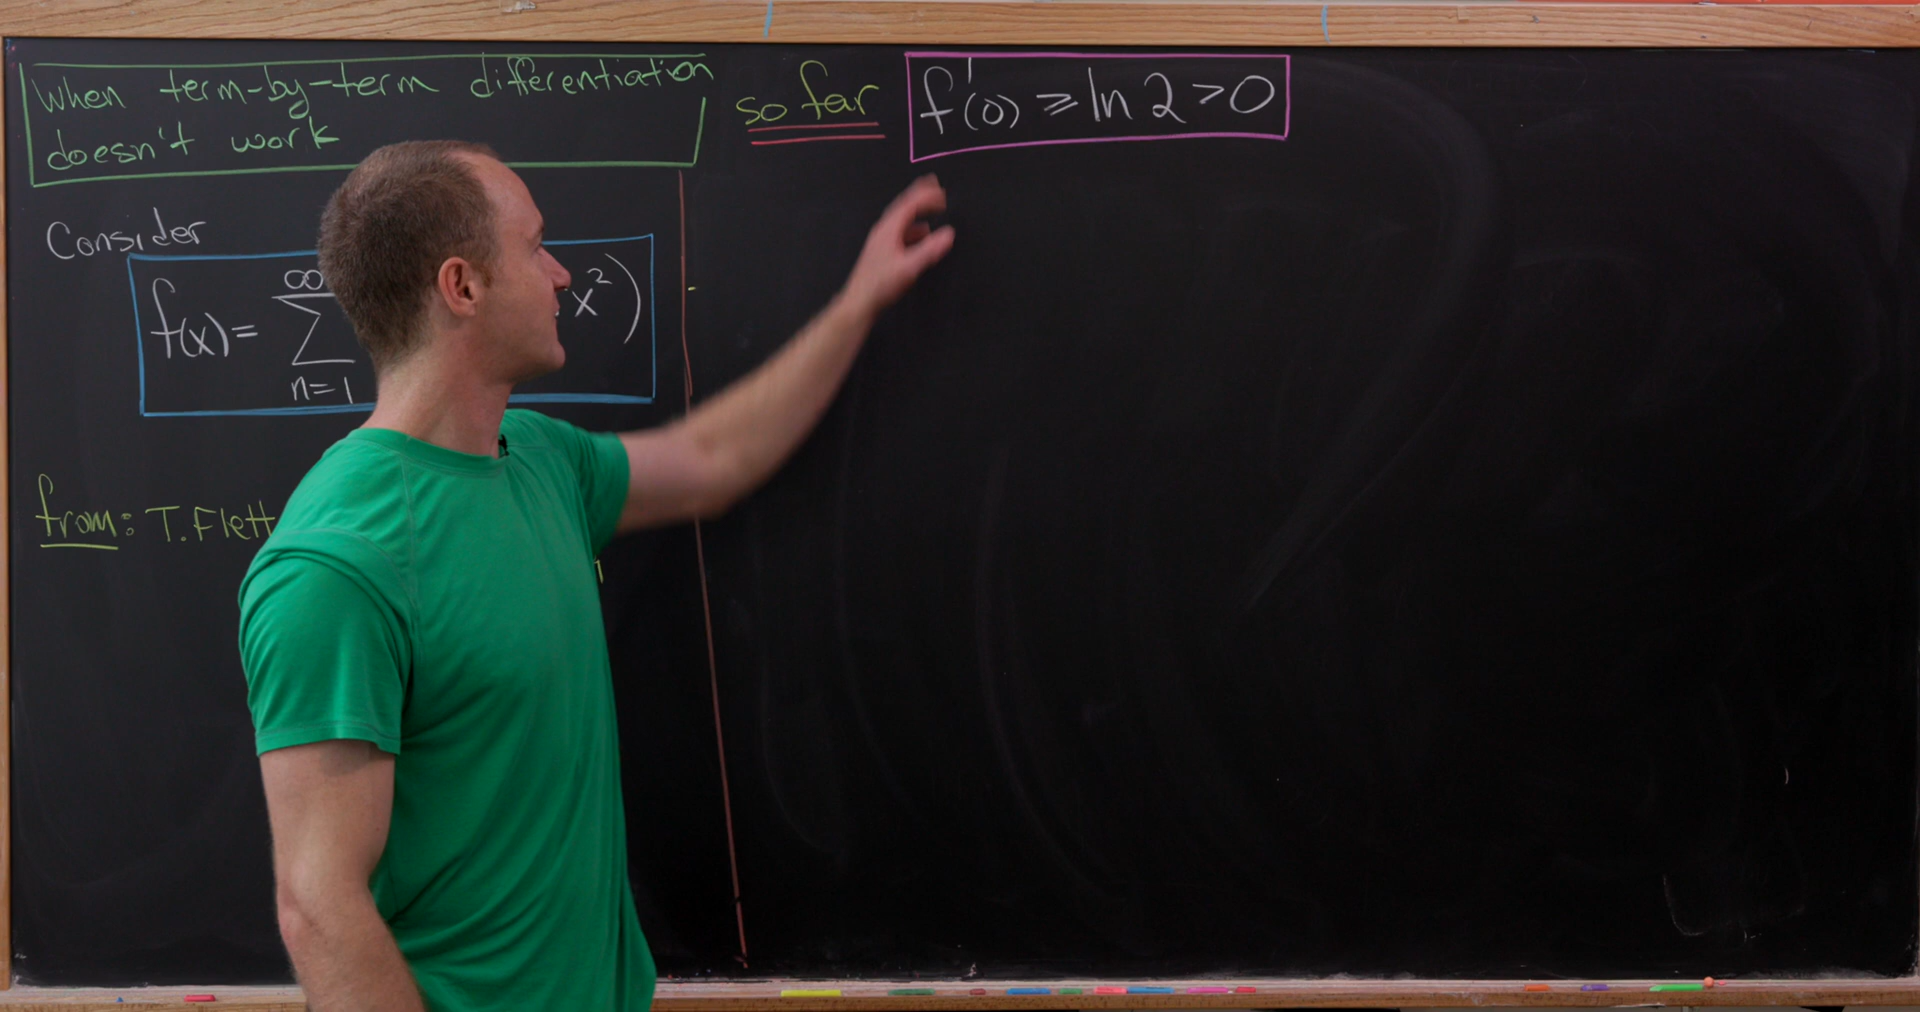 When term-by-term differentiation
doesn't work
Consider
f(x) = ∑ x²)
∞
n=1
from: T. Flett
so far f'(0) ≥ ln 2 > 0